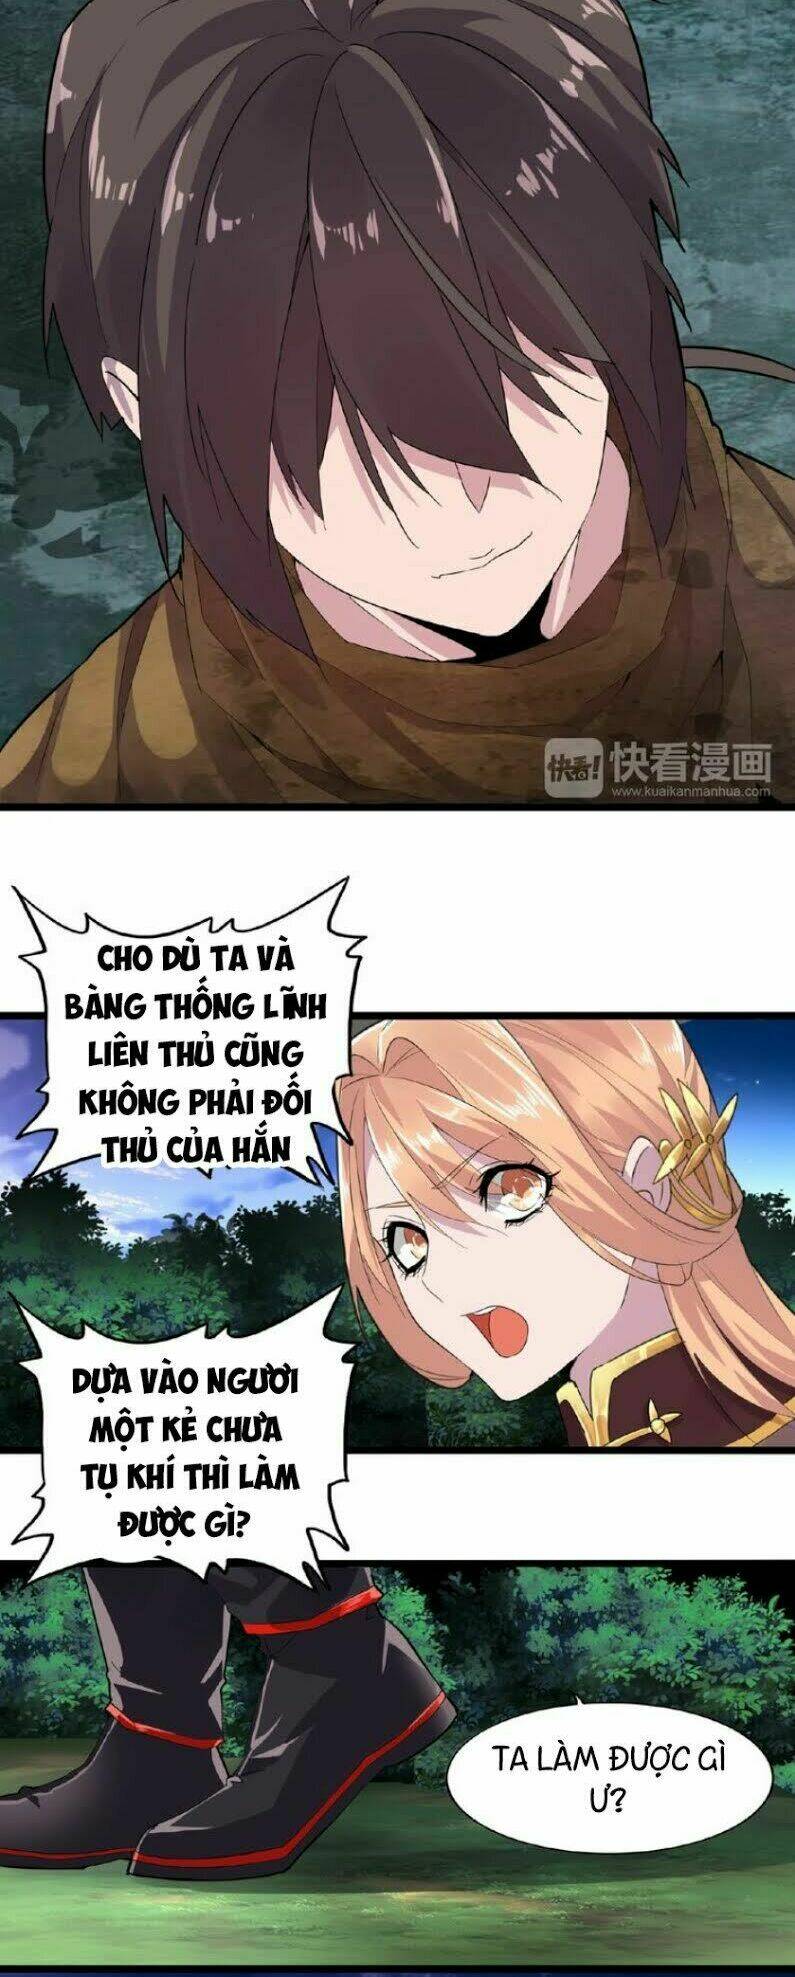 快看!
快看漫画
www.kuaikanmanhua.com
CHO DÙ TA VÀ
BÀNG THỐNG LĨNH
LIÊN THỦ CŨNG
KHÔNG PHẢI ĐỐI
THỦ CỦA HẮN
DỰA VÀO NGƯƠI
MỘT KẺ CHƯA
TỤ KHÍ THÌ LÀM
ĐƯỢC GÌ?
TA LÀM ĐƯỢC GÌ
Ư?